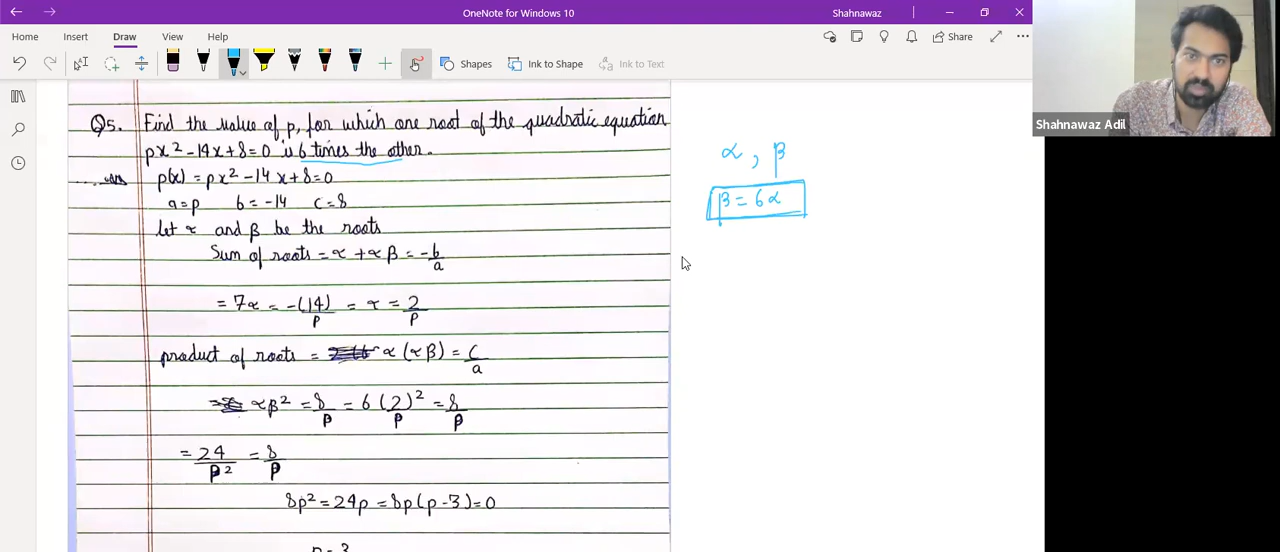 OneNote for Windows 10
Shahnawaz
Home Insert Draw View Help
Share
Shapes Ink to Shape Ink to Text
Shahnawaz Adil
Q5. Find the value of p, for which one root of the quadratic equation
px² - 14x + 8 = 0 is 6 times the other.
p(x) = px² - 14x + 8 = 0
a = p b = -14 c = 8
let α and β be the roots
Sum of roots = α + αβ = -b/a
= 7α = -(14)/p = α = 2/p
product of roots = α(αβ) = c/a
αβ² = 8/p = 6(2/p)² = 8/p
= 24/p² = 8/p
8p² = 24p = 8p(p-3) = 0
p = 3
α, β
β = 6α